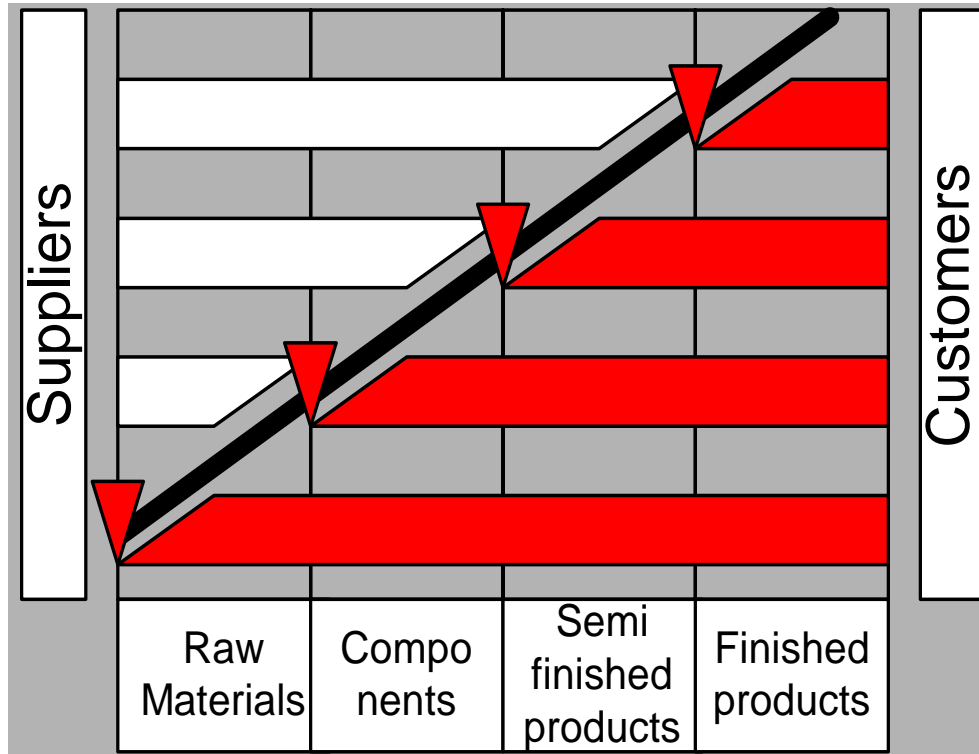 Suppliers
Customers
Raw
Materials
Compo
nents
Semi
finished
products
Finished
products